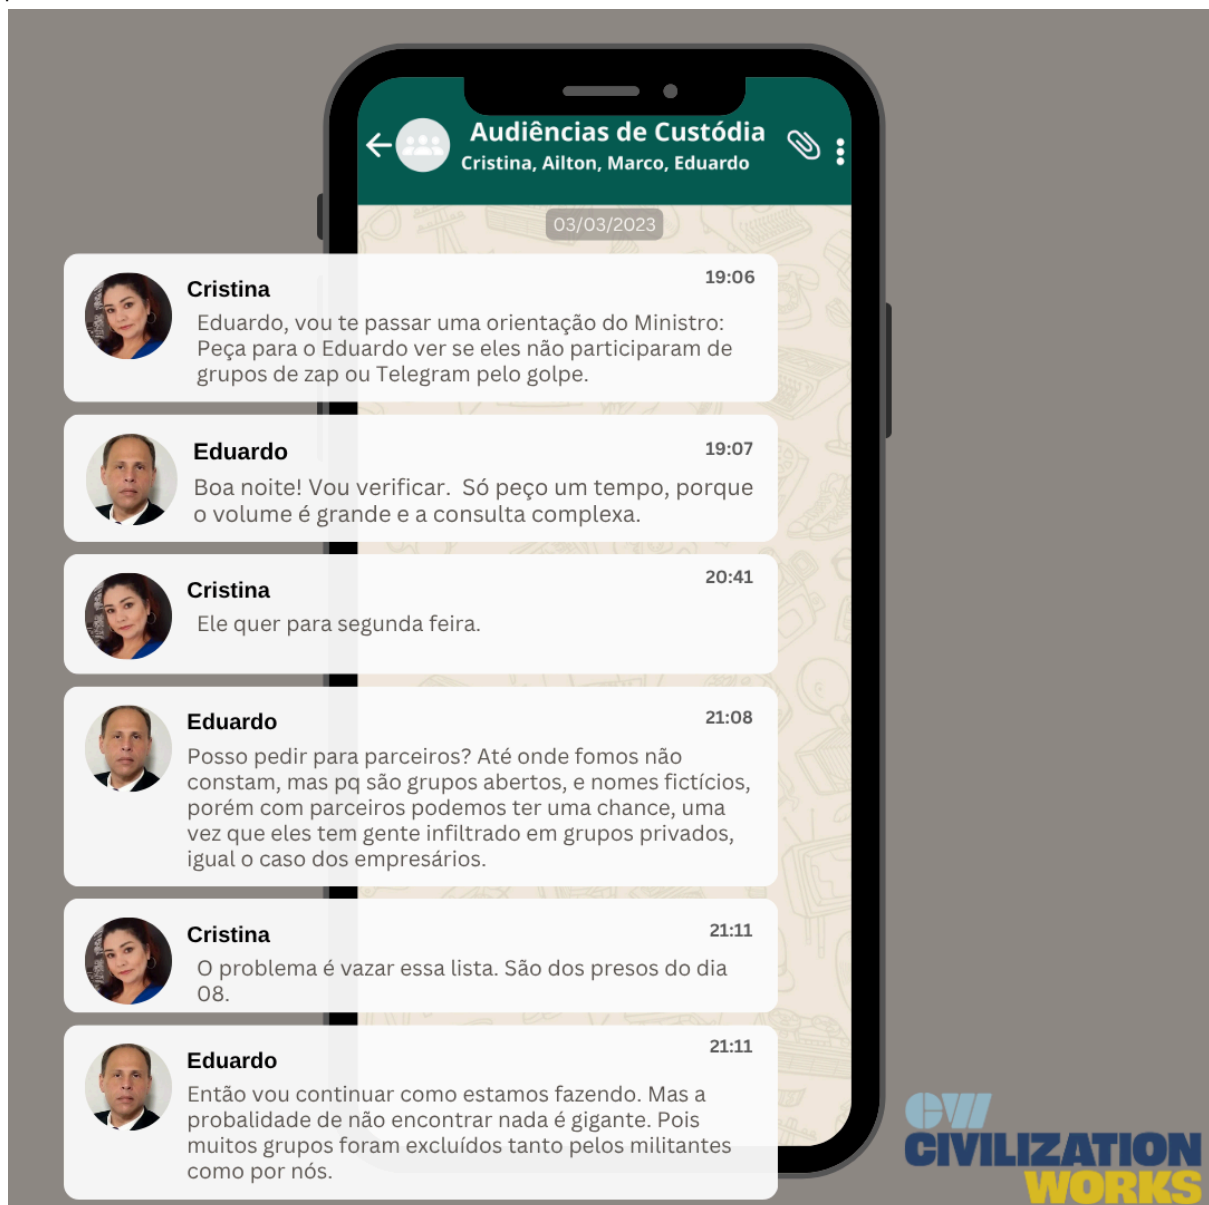 Audiências de Custódia
Cristina, Ailton, Marco, Eduardo
03/03/2023
Cristina
19:06
Eduardo, vou te passar uma orientação do Ministro:
Peça para o Eduardo ver se eles não participaram de
grupos de zap ou Telegram pelo golpe.
Eduardo
19:07
Boa noite! Vou verificar. Só peço um tempo, porque
o volume é grande e a consulta complexa.
Cristina
20:41
Ele quer para segunda feira.
Eduardo
21:08
Posso pedir para parceiros? Até onde fomos não
constam, mas pq são grupos abertos, e nomes fictícios,
porém com parceiros podemos ter uma chance, uma
vez que eles tem gente infiltrado em grupos privados,
igual o caso dos empresários.
Cristina
21:11
O problema é vazar essa lista. São dos presos do dia
08.
Eduardo
21:11
Então vou continuar como estamos fazendo. Mas a
probalidade de não encontrar nada é gigante. Pois
muitos grupos foram excluídos tanto pelos militantes
como por nós.
CW
CIVILIZATION
WORKS